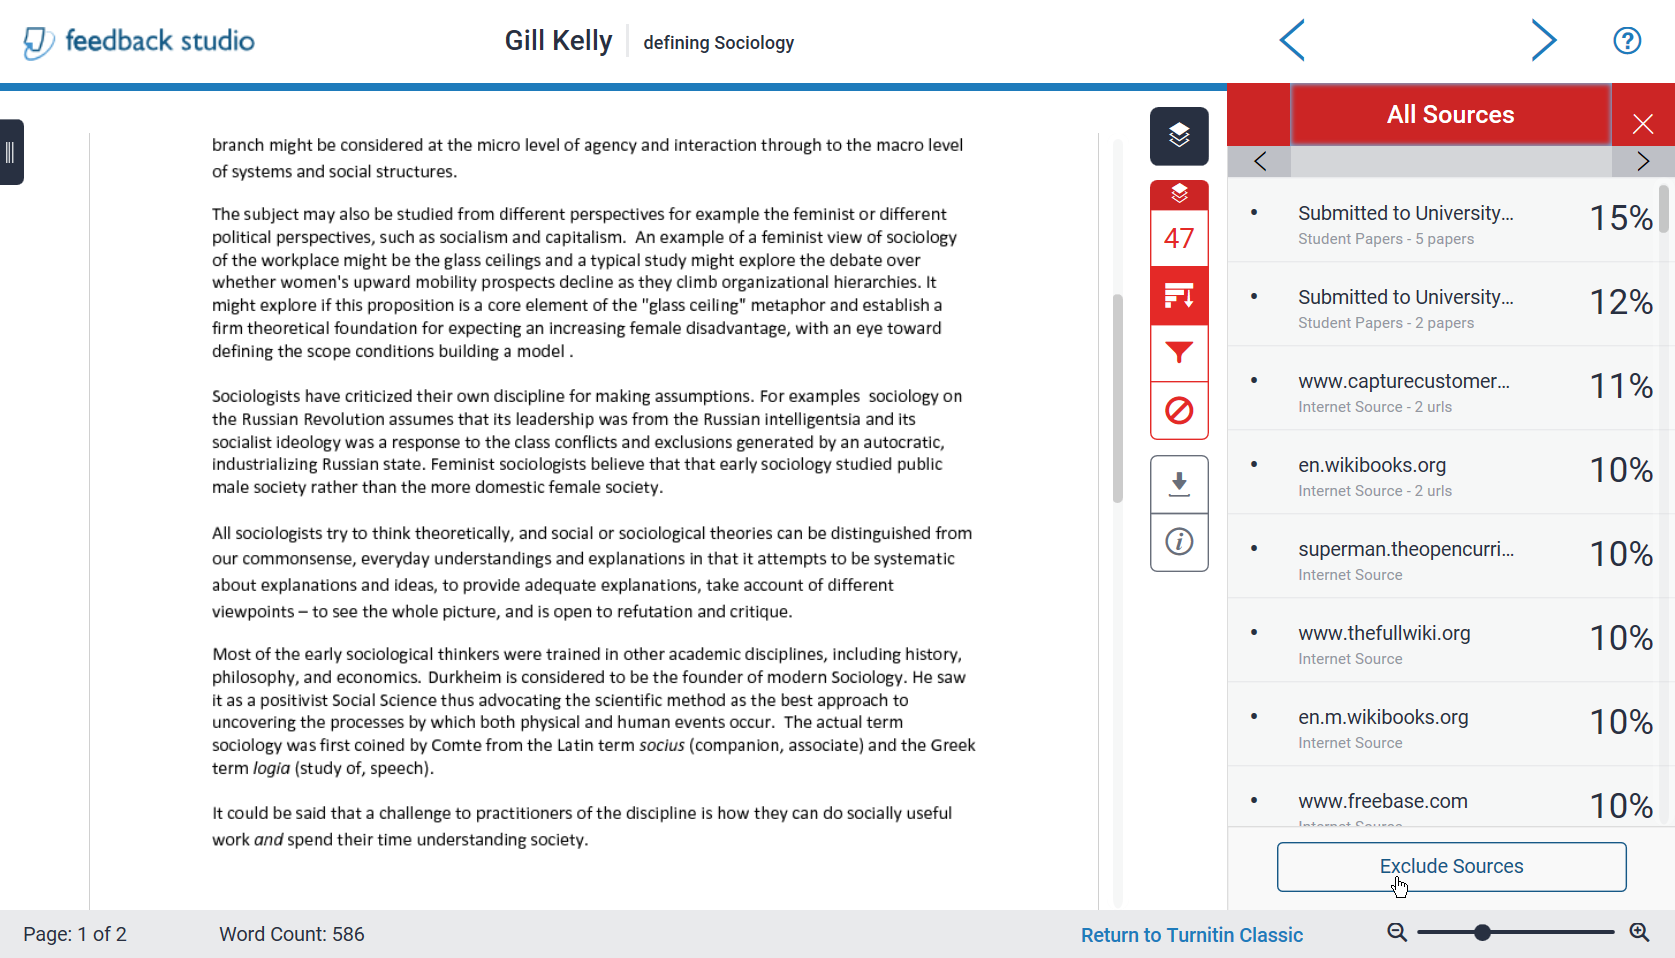 feedback studio
Gill Kelly
defining Sociology
branch might be considered at the micro level of agency and interaction through to the macro level
of systems and social structures.
The subject may also be studied from different perspectives for example the feminist or different
political perspectives, such as socialism and capitalism.  An example of a feminist view of sociology
of the workplace might be the glass ceilings and a typical study might explore the debate over
whether women's upward mobility prospects decline as they climb organizational hierarchies. It
might explore if this proposition is a core element of the "glass ceiling" metaphor and establish a
firm theoretical foundation for expecting an increasing female disadvantage, with an eye toward
defining the scope conditions building a model .
Sociologists have criticized their own discipline for making assumptions. For examples  sociology on
the Russian Revolution assumes that its leadership was from the Russian intelligentsia and its
socialist ideology was a response to the class conflicts and exclusions generated by an autocratic,
industrializing Russian state. Feminist sociologists believe that that early sociology studied public
male society rather than the more domestic female society.
All sociologists try to think theoretically, and social or sociological theories can be distinguished from
our commonsense, everyday understandings and explanations in that it attempts to be systematic
about explanations and ideas, to provide adequate explanations, take account of different
viewpoints – to see the whole picture, and is open to refutation and critique.
Most of the early sociological thinkers were trained in other academic disciplines, including history,
philosophy, and economics. Durkheim is considered to be the founder of modern Sociology. He saw
it as a positivist Social Science thus advocating the scientific method as the best approach to
uncovering the processes by which both physical and human events occur.  The actual term
sociology was first coined by Comte from the Latin term socius (companion, associate) and the Greek
term logia (study of, speech).
It could be said that a challenge to practitioners of the discipline is how they can do socially useful
work and spend their time understanding society.
47
All Sources
• Submitted to University... 15%
Student Papers - 5 papers
• Submitted to University... 12%
Student Papers - 2 papers
• www.capturecustomer... 11%
Internet Source - 2 urls
• en.wikibooks.org 10%
Internet Source - 2 urls
• superman.theopencurri... 10%
Internet Source
• www.thefullwiki.org 10%
Internet Source
• en.m.wikibooks.org 10%
Internet Source
• www.freebase.com 10%
Internet Source
Exclude Sources
Page: 1 of 2
Word Count: 586
Return to Turnitin Classic